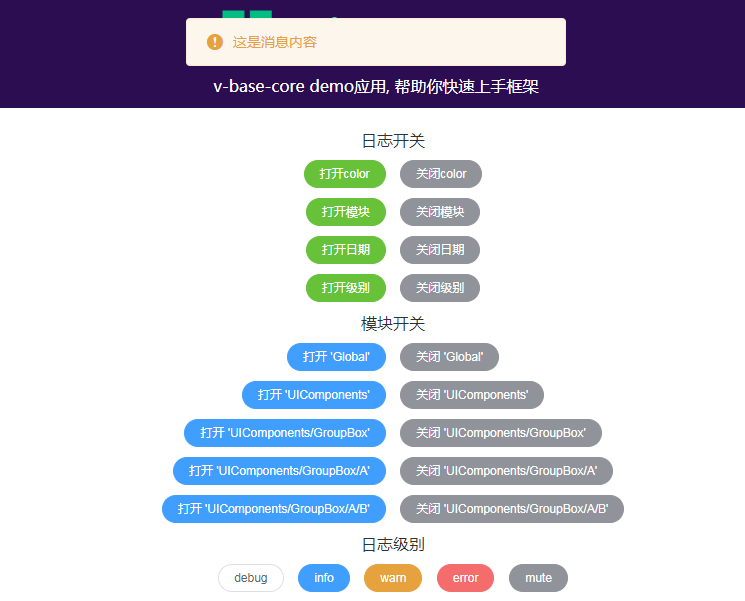 这是消息内容
v-base-core demo应用, 帮助你快速上手框架
日志开关
打开color 关闭color
打开模块 关闭模块
打开日期 关闭日期
打开级别 关闭级别
模块开关
打开 'Global' 关闭 'Global'
打开 'UIComponents' 关闭 'UIComponents'
打开 'UIComponents/GroupBox' 关闭 'UIComponents/GroupBox'
打开 'UIComponents/GroupBox/A' 关闭 'UIComponents/GroupBox/A'
打开 'UIComponents/GroupBox/A/B' 关闭 'UIComponents/GroupBox/A/B'
日志级别
debug info warn error mute